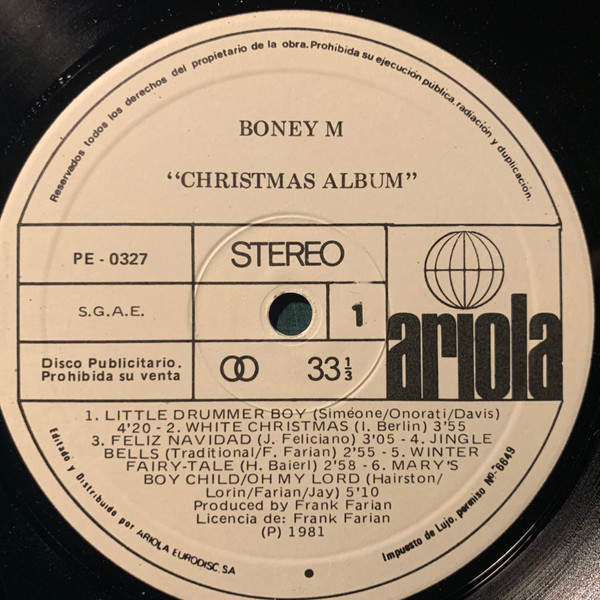 Reservados todos los derechos del propietario de la obra. Prohibida su ejecución pública, radiación y duplicación.
BONEY M
“CHRISTMAS ALBUM”
PE - 0327
STEREO
S.G.A.E.
1
ariola
Disco Publicitario.
Prohibida su venta
33 1/3
1. LITTLE DRUMMER BOY (Siméone/Onorati/Davis)
4'20 - 2. WHITE CHRISTMAS (I. Berlin) 3'55
3. FELIZ NAVIDAD (J. Feliciano) 3'05 - 4. JINGLE
BELLS (Traditional/F. Farian) 2'55 - 5. WINTER
FAIRY-TALE (H. Baierl) 2'58 - 6. MARY'S
BOY CHILD/OH MY LORD (Hairston/
Lorin/Farian/Jay) 5'10
Produced by Frank Farian
Licencia de: Frank Farian
(P) 1981
Editado y Distribuido por ARIOLA EURODISC, SA
Impuesto de Lujo, permiso Nº 6649